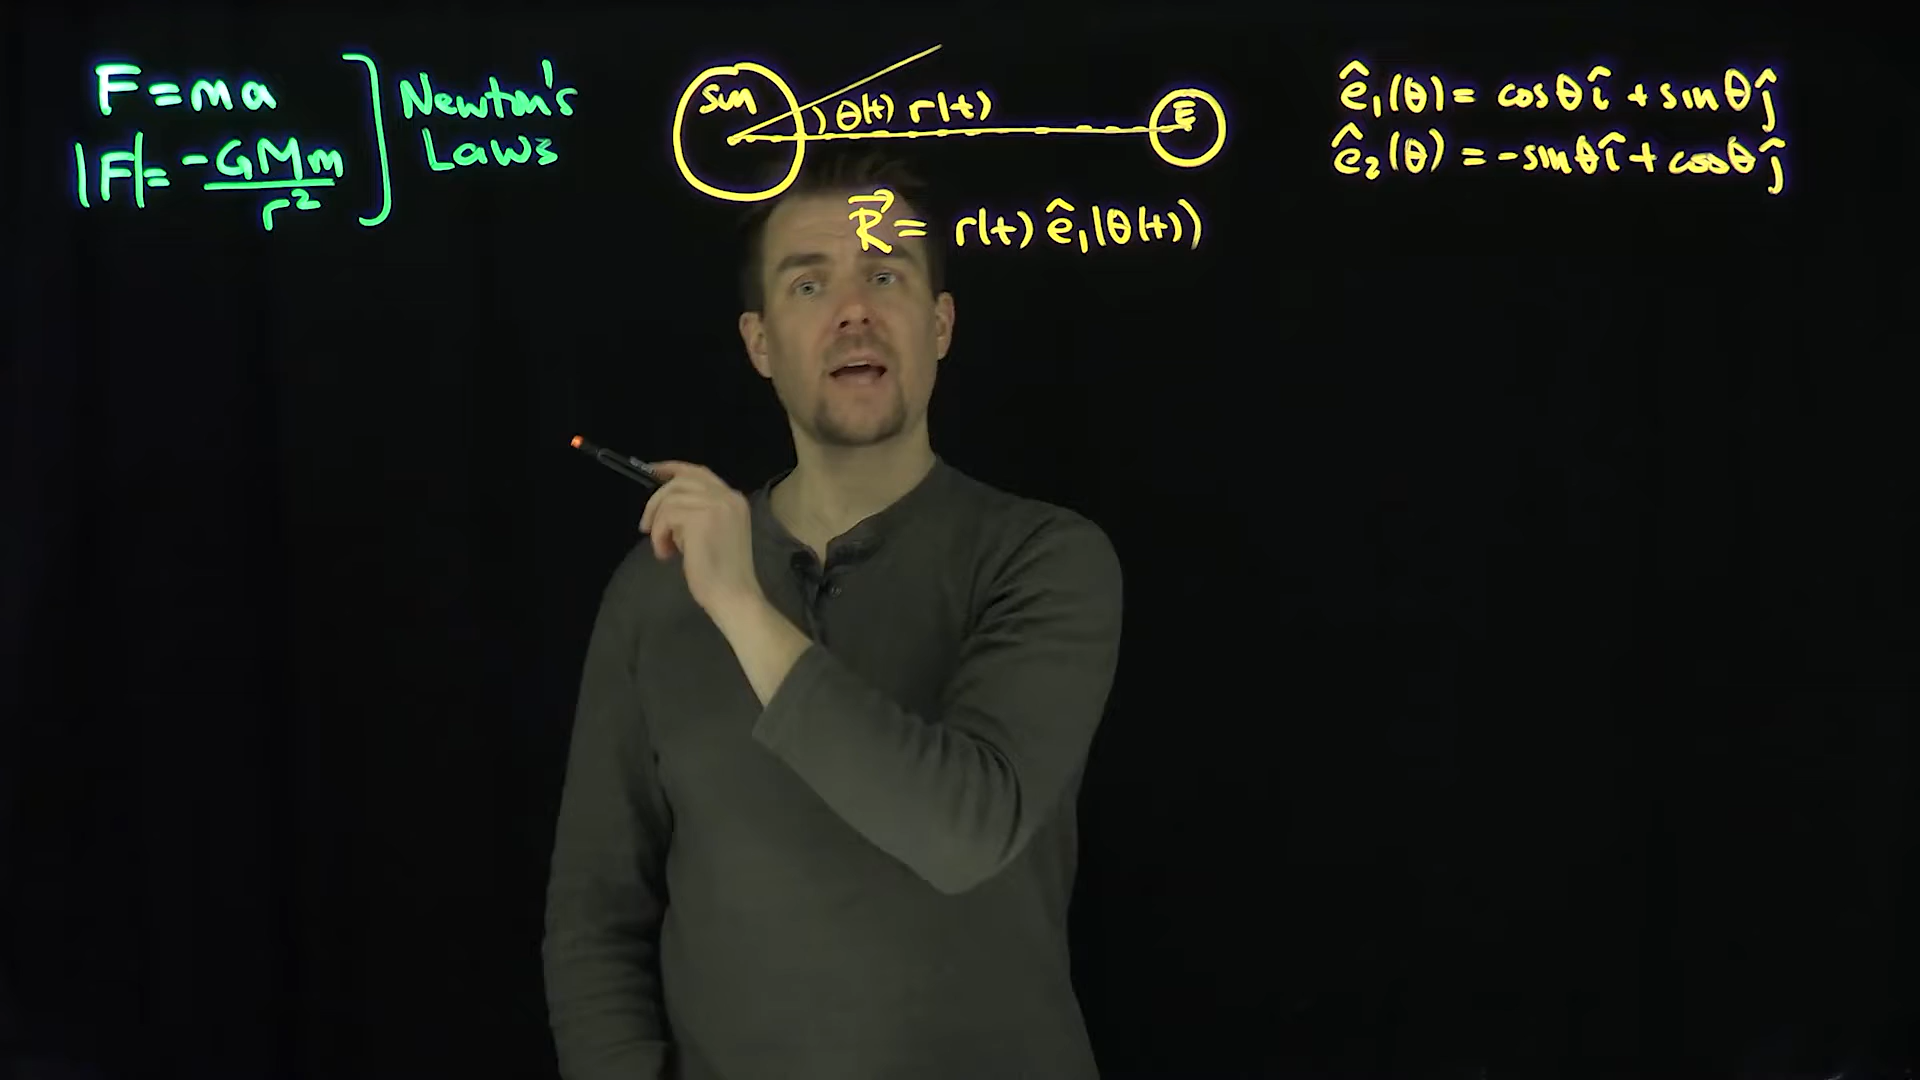 F=ma
|F|= -GMm/r²
Newton's
Laws
sun
θ(t) r(t)
E
R⃗ = r(t) ê₁(θ(t))
ê₁(θ)= cosθ î + sinθ ĵ
ê₂(θ) = -sinθ î + cosθ ĵ